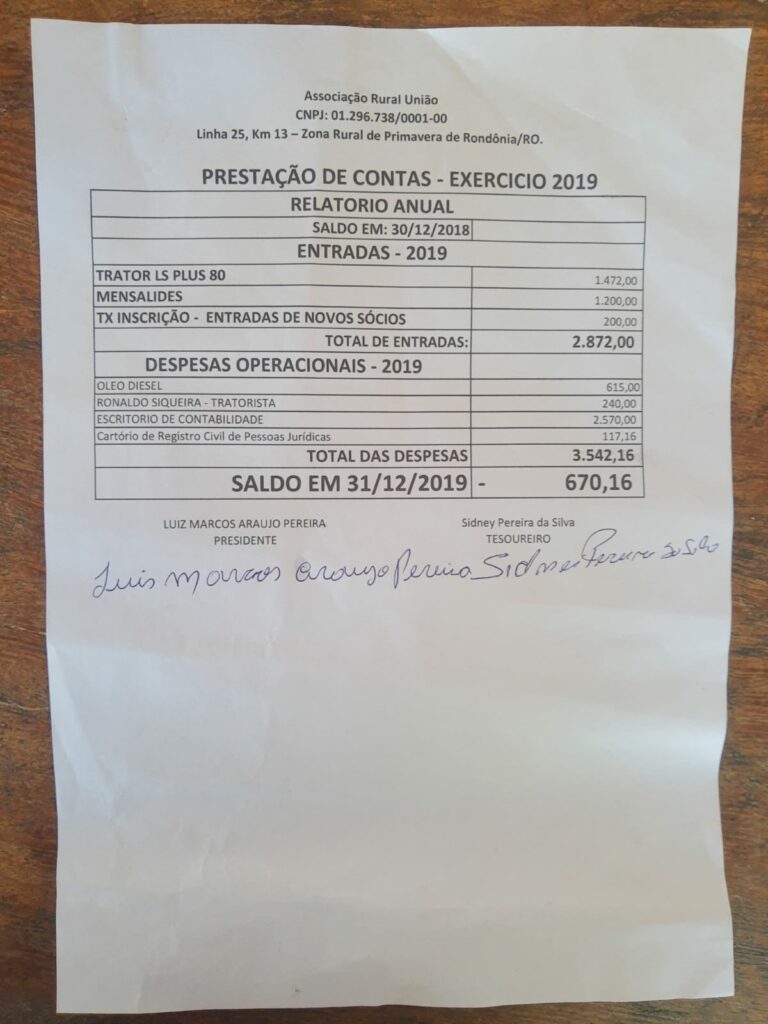 Associação Rural União
CNPJ: 01.296.738/0001-00
Linha 25, Km 13 – Zona Rural de Primavera de Rondônia/RO.
PRESTAÇÃO DE CONTAS - EXERCICIO 2019
RELATORIO ANUAL
SALDO EM: 30/12/2018
ENTRADAS - 2019
TRATOR LS PLUS 80 1.472,00
MENSALIDES 1.200,00
TX INSCRIÇÃO - ENTRADAS DE NOVOS SÓCIOS 200,00
TOTAL DE ENTRADAS: 2.872,00
DESPESAS OPERACIONAIS - 2019
OLEO DIESEL 615,00
RONALDO SIQUEIRA - TRATORISTA 240,00
ESCRITORIO DE CONTABILIDADE 2.570,00
Cartório de Registro Civil de Pessoas Jurídicas 117,16
TOTAL DAS DESPESAS 3.542,16
SALDO EM 31/12/2019 - 670,16
LUIZ MARCOS ARAUJO PEREIRA Sidney Pereira da Silva
PRESIDENTE TESOUREIRO
Luis Marcos Araujo Pereira Sidnei Pereira da Silva